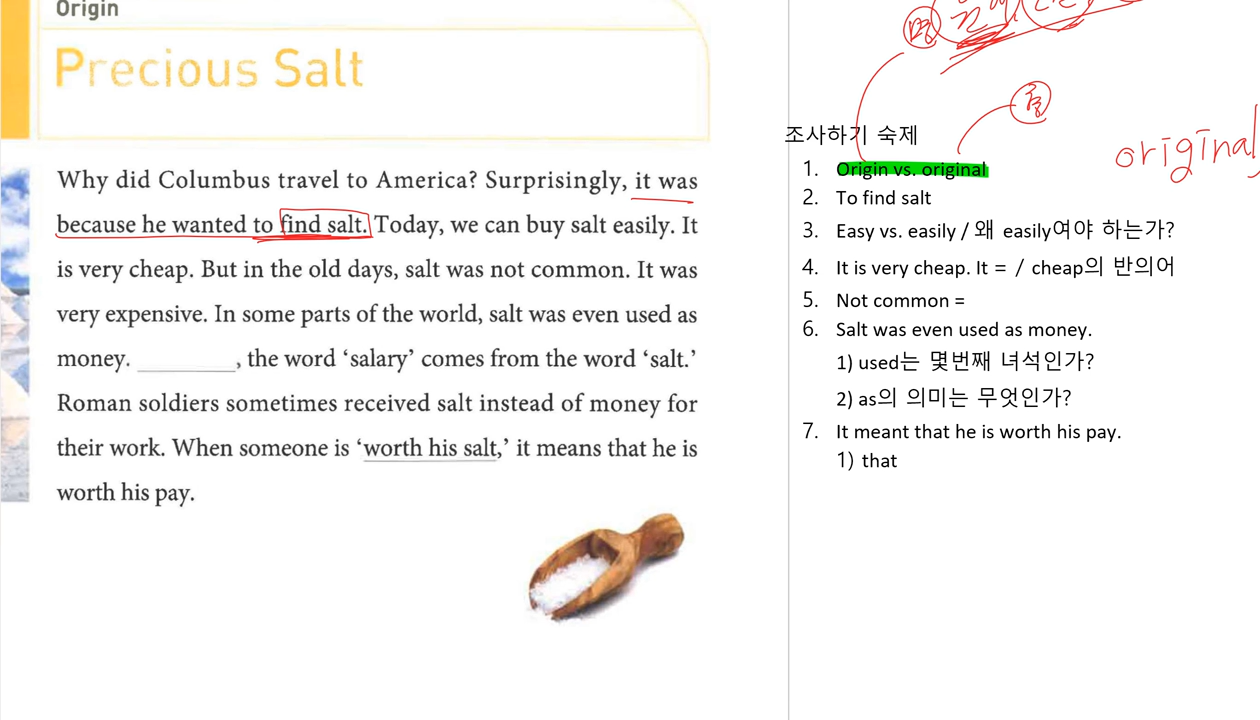 Origin
Precious Salt
Why did Columbus travel to America? Surprisingly, it was
because he wanted to find salt. Today, we can buy salt easily. It
is very cheap. But in the old days, salt was not common. It was
very expensive. In some parts of the world, salt was even used as
money. ________, the word ‘salary’ comes from the word ‘salt.’
Roman soldiers sometimes received salt instead of money for
their work. When someone is ‘worth his salt,’ it means that he is
worth his pay.
명
형
original
조사하기 숙제
1. Origin vs. original
2. To find salt
3. Easy vs. easily / 왜 easily여야 하는가?
4. It is very cheap. It = / cheap의 반의어
5. Not common =
6. Salt was even used as money.
1) used는 몇번째 녀석인가?
2) as의 의미는 무엇인가?
7. It meant that he is worth his pay.
1) that